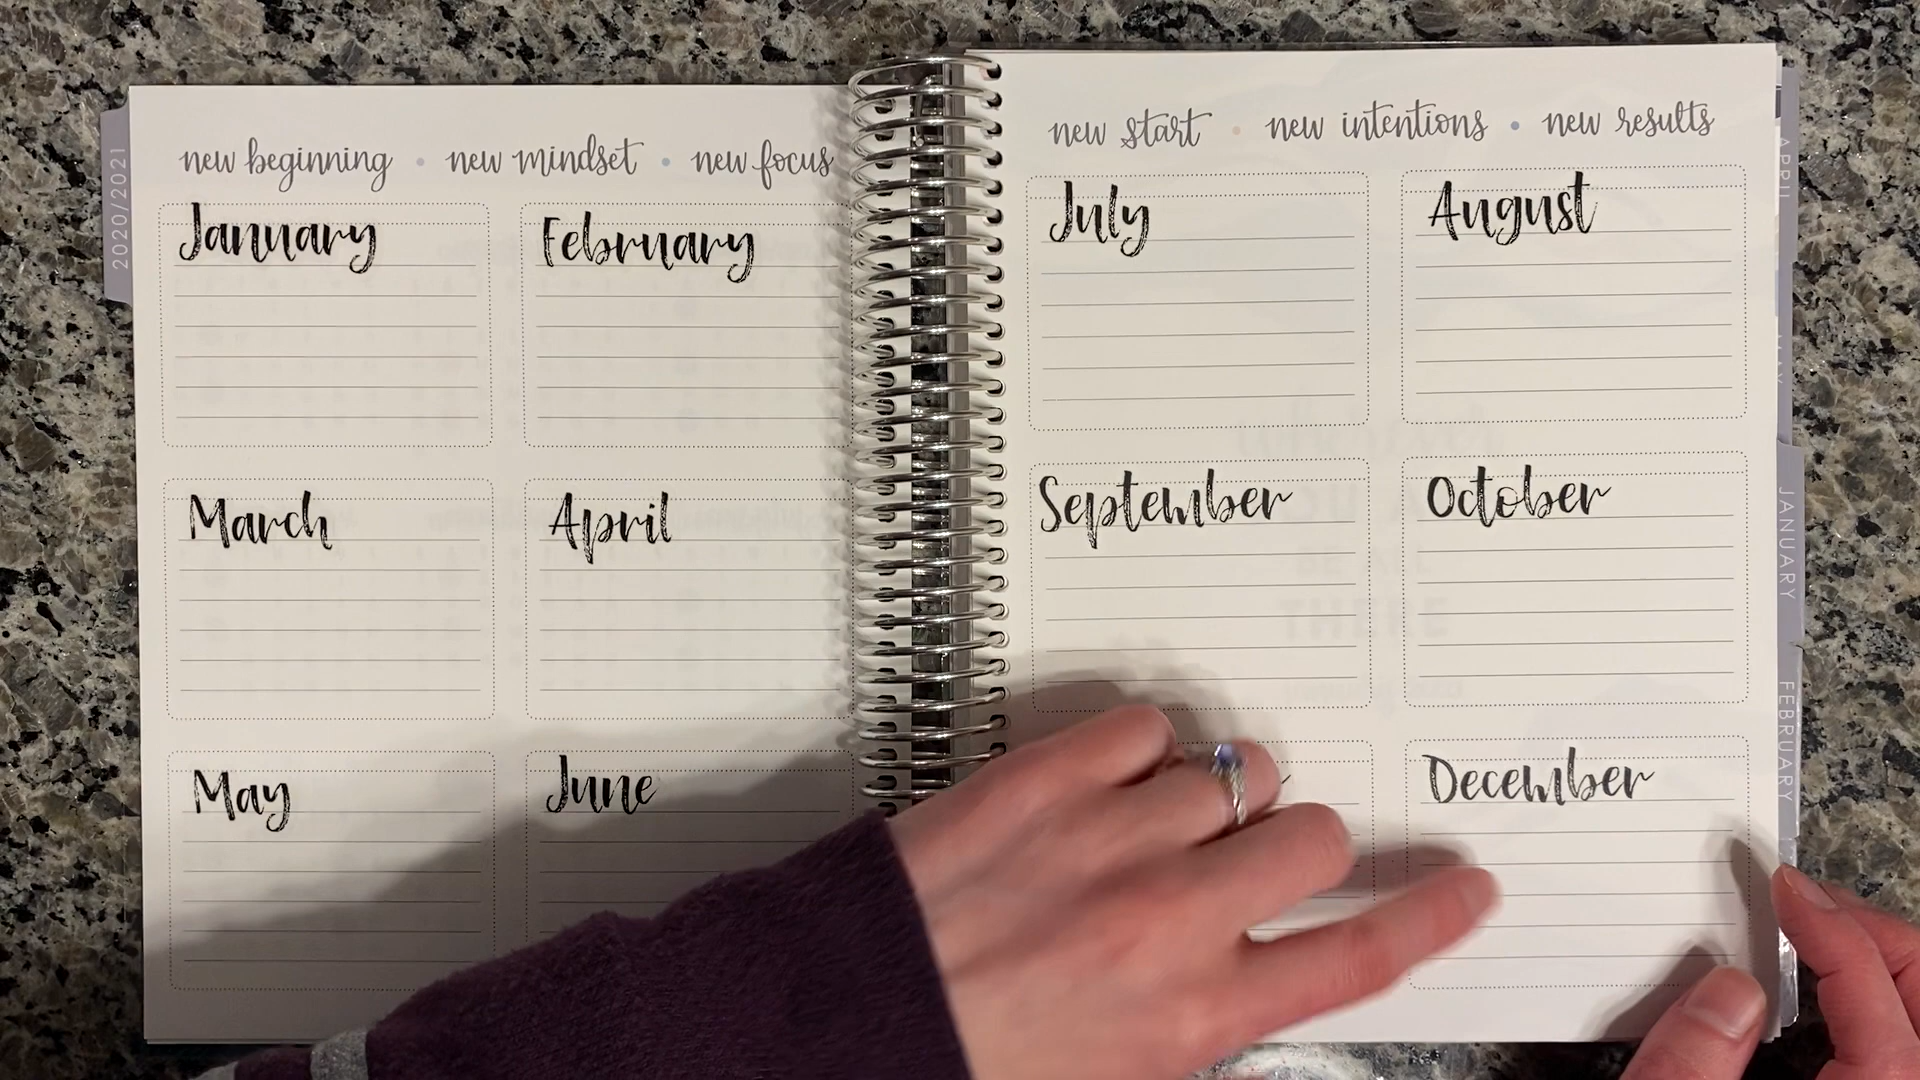 new beginning • new mindset • new focus
January
February
March
April
May
June
2020/2021
new start • new intentions • new results
July
August
September
October
December
APRIL
MAY
JANUARY
FEBRUARY